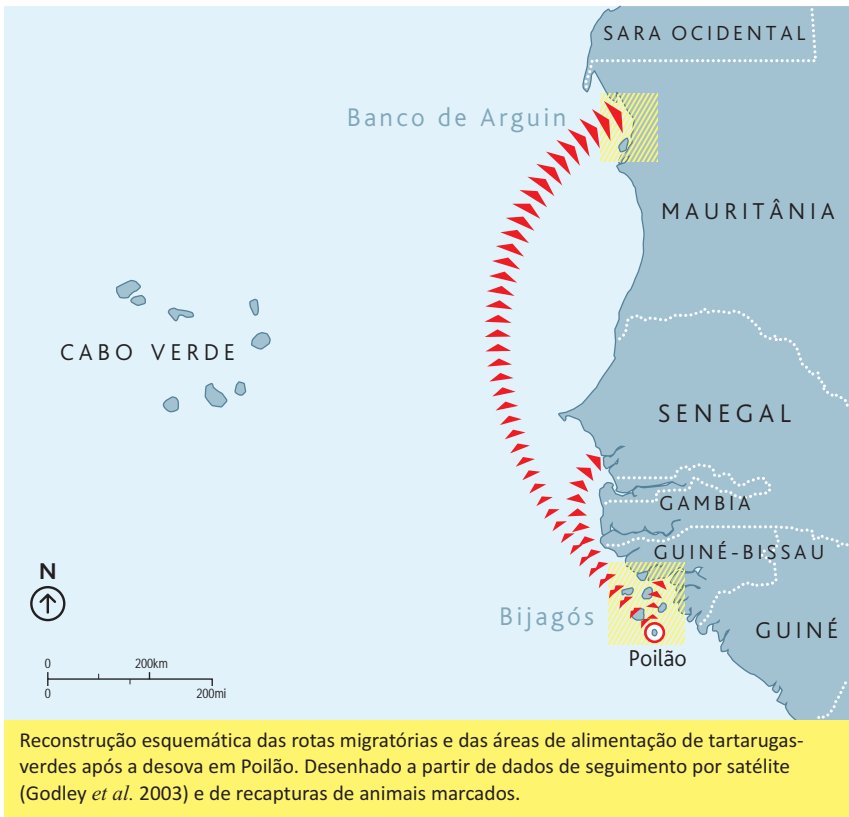 SARA OCIDENTAL
Banco de Arguin
MAURITÂNIA
CABO VERDE
SENEGAL
GAMBIA
GUINÉ-BISSAU
N
Bijagós
GUINÉ
Poilão
0 200km
0 200mi
Reconstrução esquemática das rotas migratórias e das áreas de alimentação de tartarugas-
verdes após a desova em Poilão. Desenhado a partir de dados de seguimento por satélite
(Godley et al. 2003) e de recapturas de animais marcados.